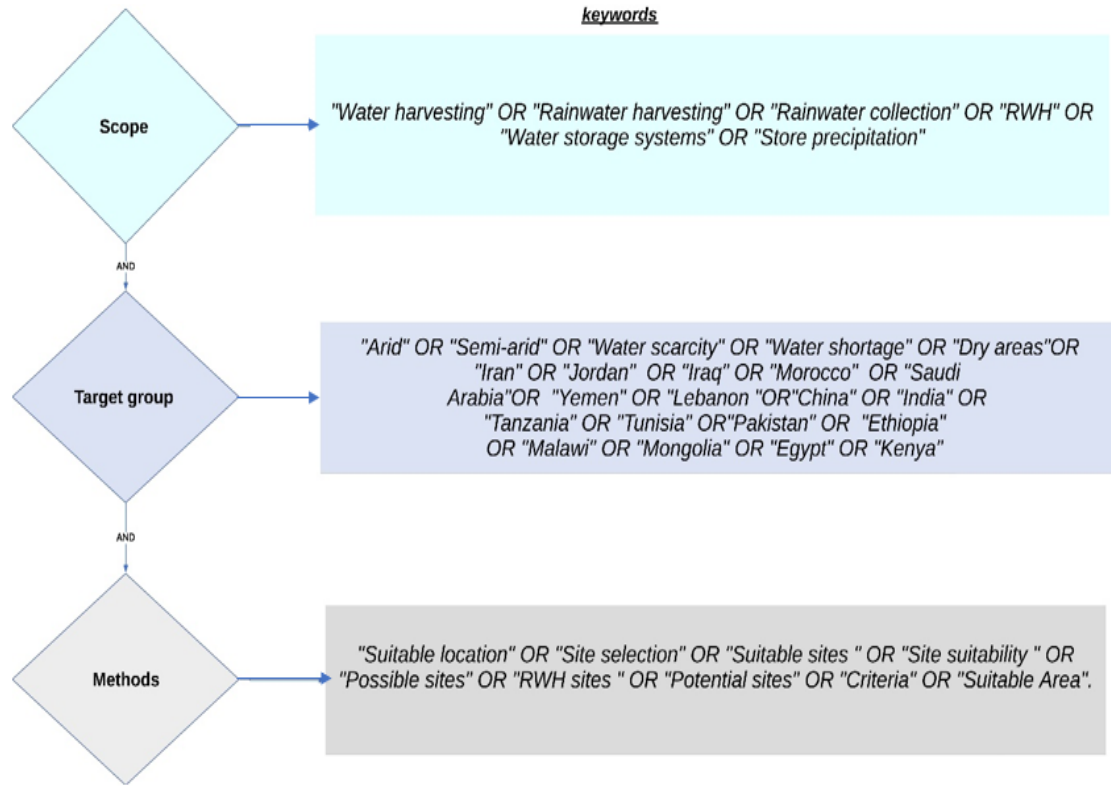 keywords
Scope
"Water harvesting" OR "Rainwater harvesting" OR "Rainwater collection" OR "RWH" OR
"Water storage systems" OR "Store precipitation"
AND
Target group
"Arid" OR "Semi-arid" OR "Water scarcity" OR "Water shortage" OR "Dry areas"OR
"Iran" OR "Jordan" OR "Iraq" OR "Morocco" OR "Saudi
Arabia"OR "Yemen" OR "Lebanon "OR"China" OR "India" OR
"Tanzania" OR "Tunisia" OR"Pakistan" OR "Ethiopia"
OR "Malawi" OR "Mongolia" OR "Egypt" OR "Kenya"
AND
Methods
"Suitable location" OR "Site selection" OR "Suitable sites " OR "Site suitability " OR
"Possible sites" OR "RWH sites " OR "Potential sites" OR "Criteria" OR "Suitable Area".